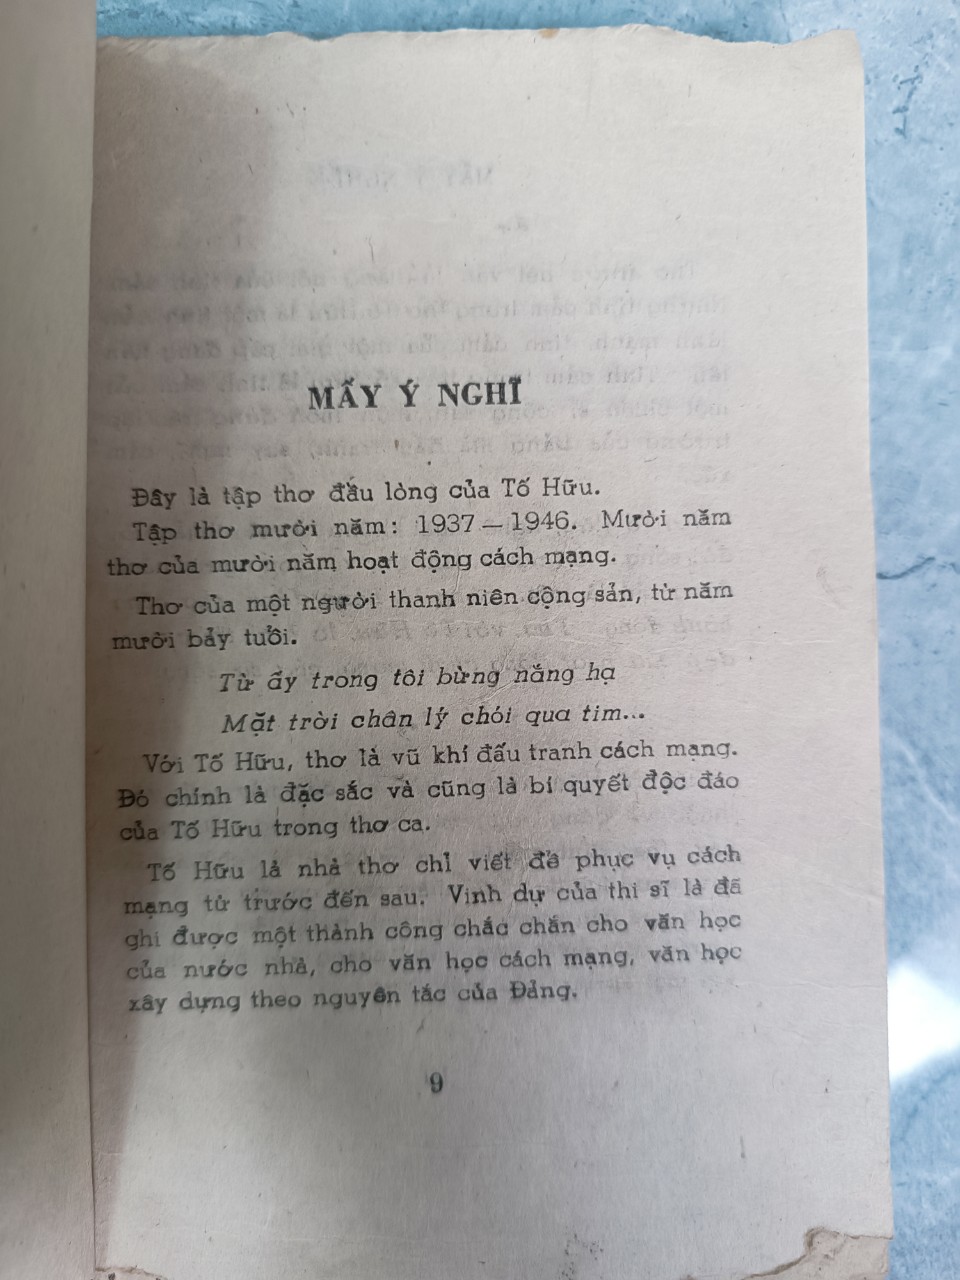 MẤY Ý NGHĨ
Đây là tập thơ đầu lòng của Tố Hữu.
Tập thơ mười năm: 1937 — 1946. Mười năm
thơ của mười năm hoạt động cách mạng.
Thơ của một người thanh niên cộng sản, từ năm
mười bảy tuổi.
Từ ấy trong tôi bừng nắng hạ
Mặt trời chân lý chói qua tim...
Với Tố Hữu, thơ là vũ khí đấu tranh cách mạng.
Đó chính là đặc sắc và cũng là bí quyết độc đáo
của Tố Hữu trong thơ ca.
Tố Hữu là nhà thơ chỉ viết để phục vụ cách
mạng từ trước đến sau. Vinh dự của thi sĩ là đã
ghi được một thành công chắc chắn cho văn học
của nước nhà, cho văn học cách mạng, văn học
xây dựng theo nguyên tắc của Đảng.
9